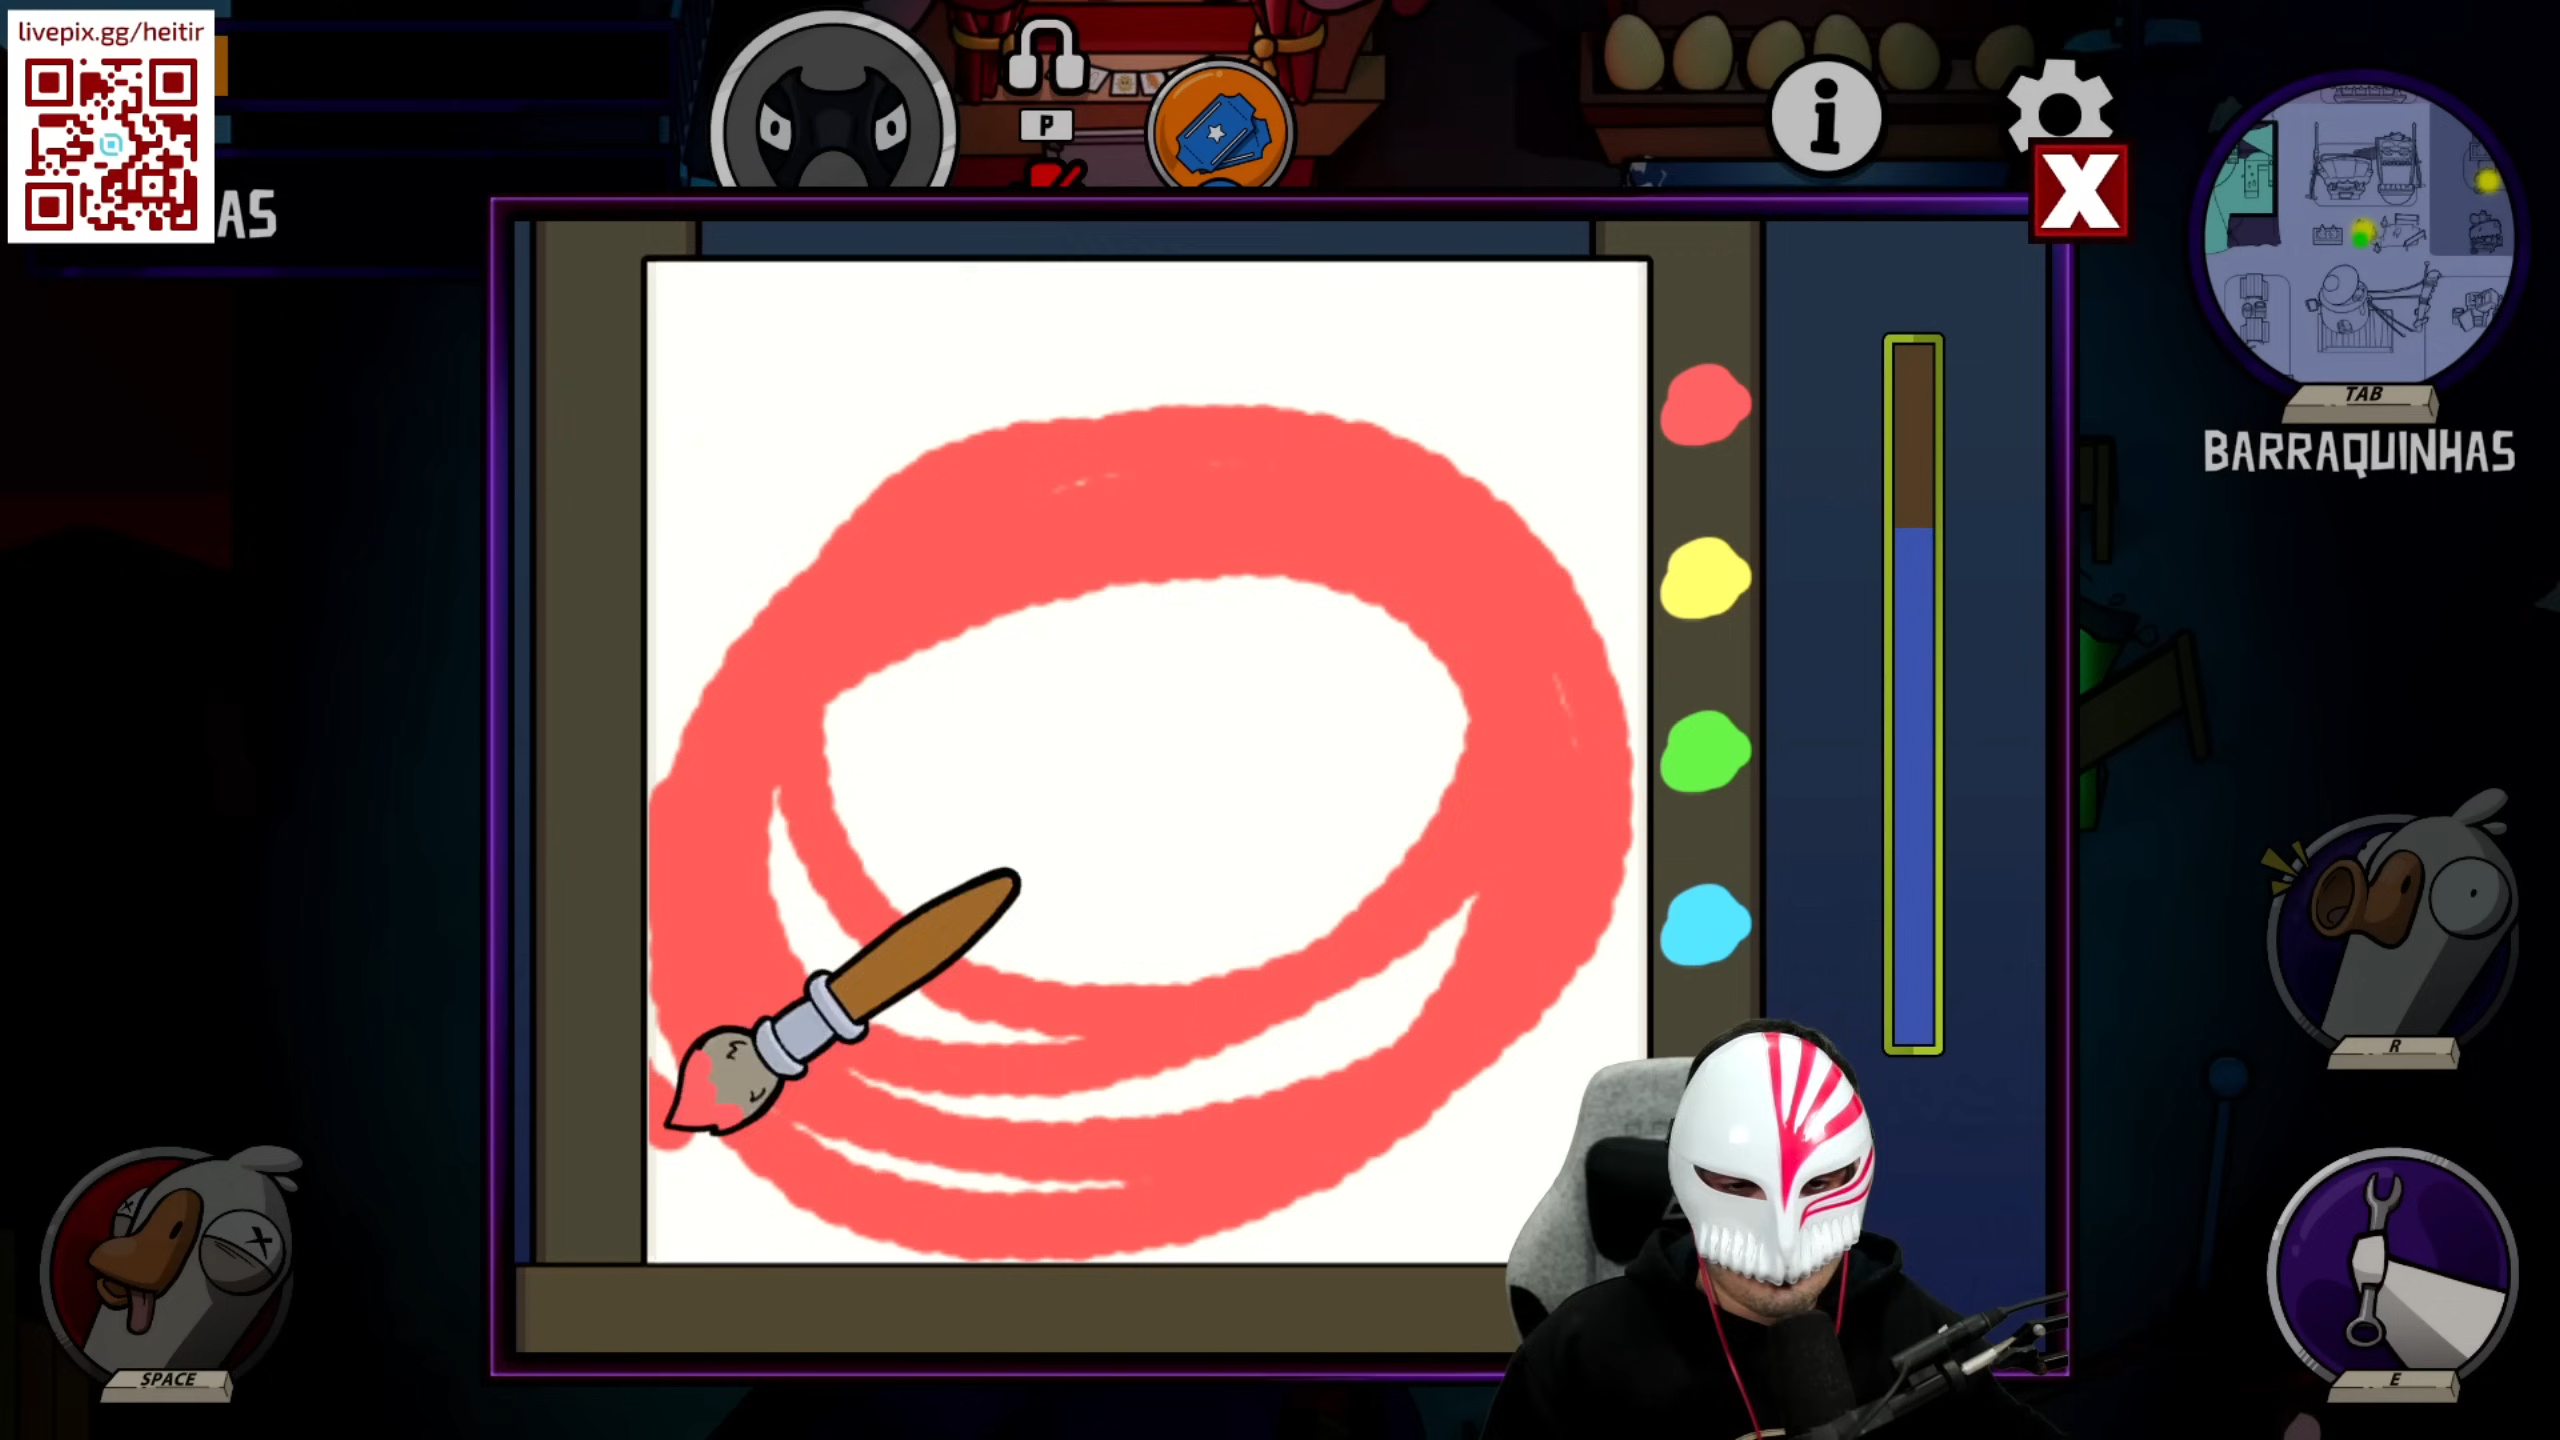 livepix.gg/heitir
AS
P
i
X
TAB
BARRAQUINHAS
R
SPACE
E